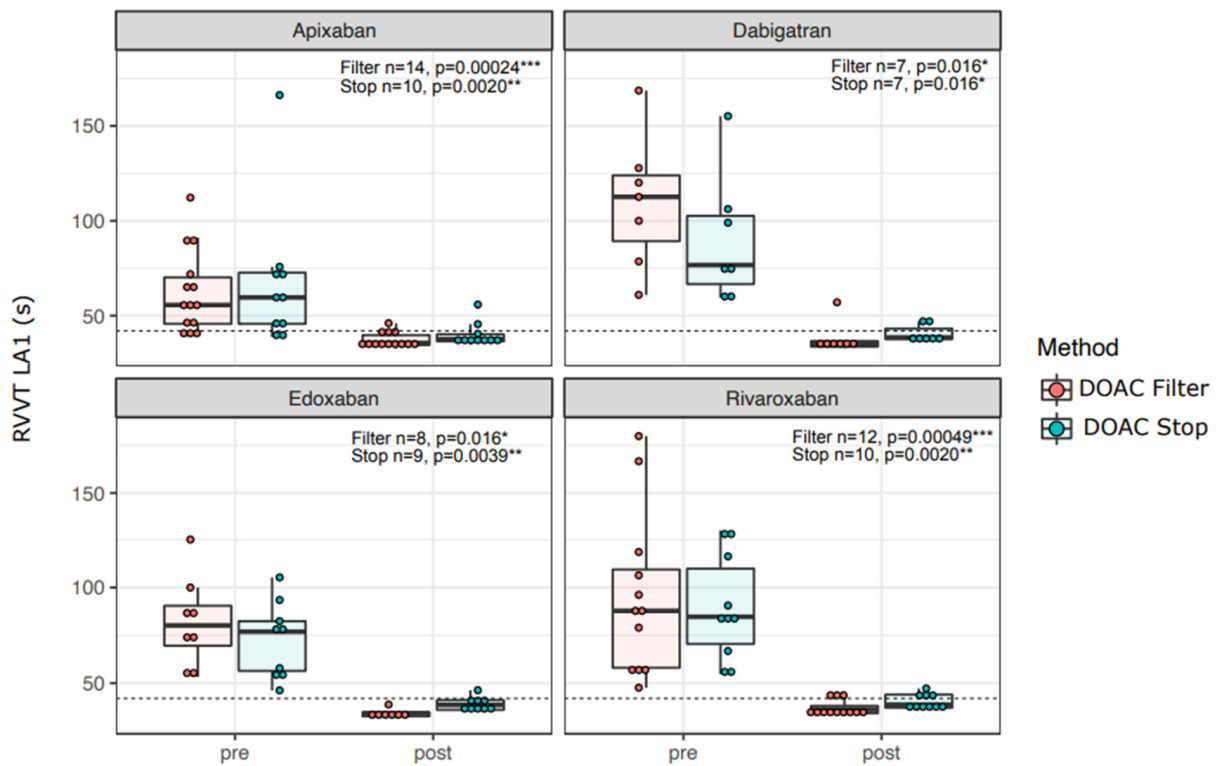 Apixaban
Dabigatran
Filter n=14, p=0.00024***
Stop n=10, p=0.0020**
Filter n=7, p=0.016*
Stop n=7, p=0.016*
150
100
50
RVVT LA1 (s)
Method
DOAC Filter
DOAC Stop
Edoxaban
Rivaroxaban
Filter n=8, p=0.016*
Stop n=9, p=0.0039**
Filter n=12, p=0.00049***
Stop n=10, p=0.0020**
150
100
50
pre
post
pre
post